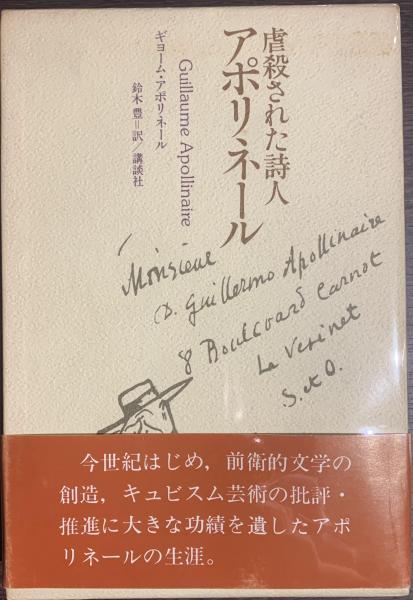 虐殺された詩人
アポリネール
Guillaume Apollinaire
ギヨーム・アポリネール
鈴木 豊=訳/講談社
Monsieur
D. Guillermo Apollinaire
8 Boulevard Carnot
Le Vesinet
S. et O.
今世紀はじめ，前衛的文学の
創造，キュビスム芸術の批評・
推進に大きな功績を遺したアポ
リネールの生涯。